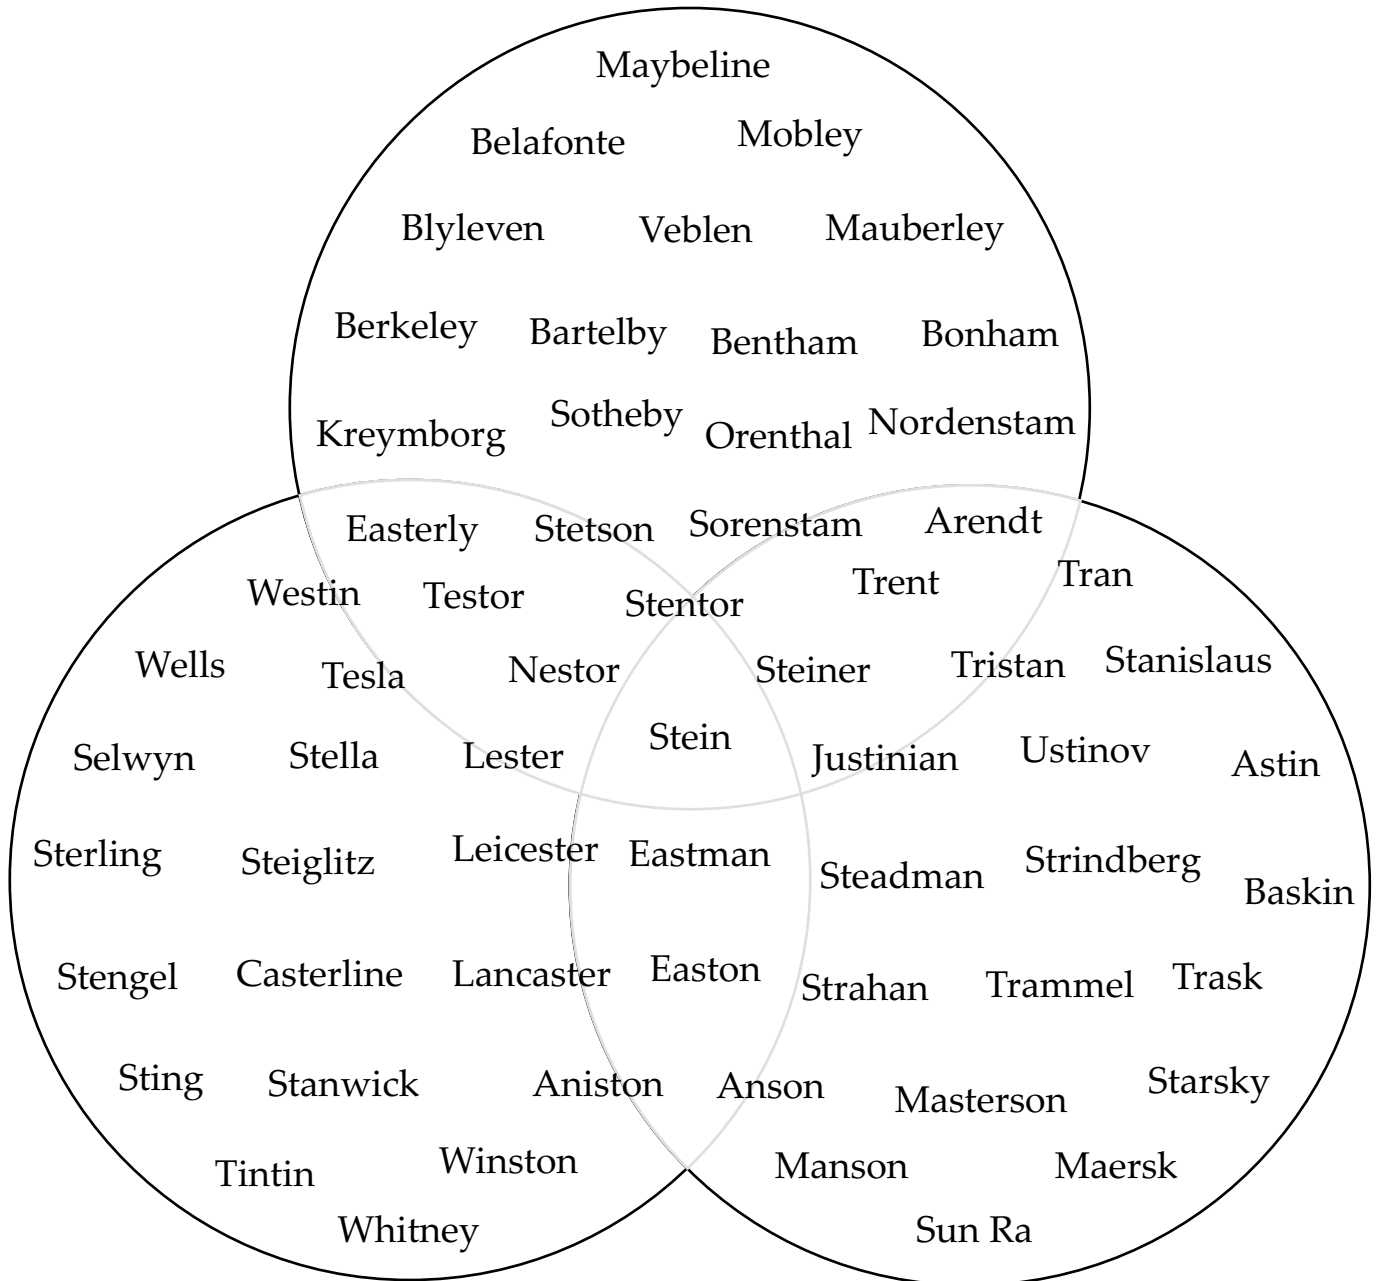 Maybeline
Belafonte Mobley
Blyleven Veblen Mauberley
Berkeley Bartelby Bentham Bonham
Kreymborg Sotheby Orenthal Nordenstam
Easterly Stetson Sorenstam Arendt
Westin Testor Stentor Trent Tran
Wells Tesla Nestor Steiner Tristan Stanislaus
Selwyn Stella Lester Stein Justinian Ustinov Astin
Sterling Steiglitz Leicester Eastman Steadman Strindberg Baskin
Stengel Casterline Lancaster Easton Strahan Trammel Trask
Sting Stanwick Aniston Anson Masterson Starsky
Tintin Winston Manson Maersk
Whitney Sun Ra